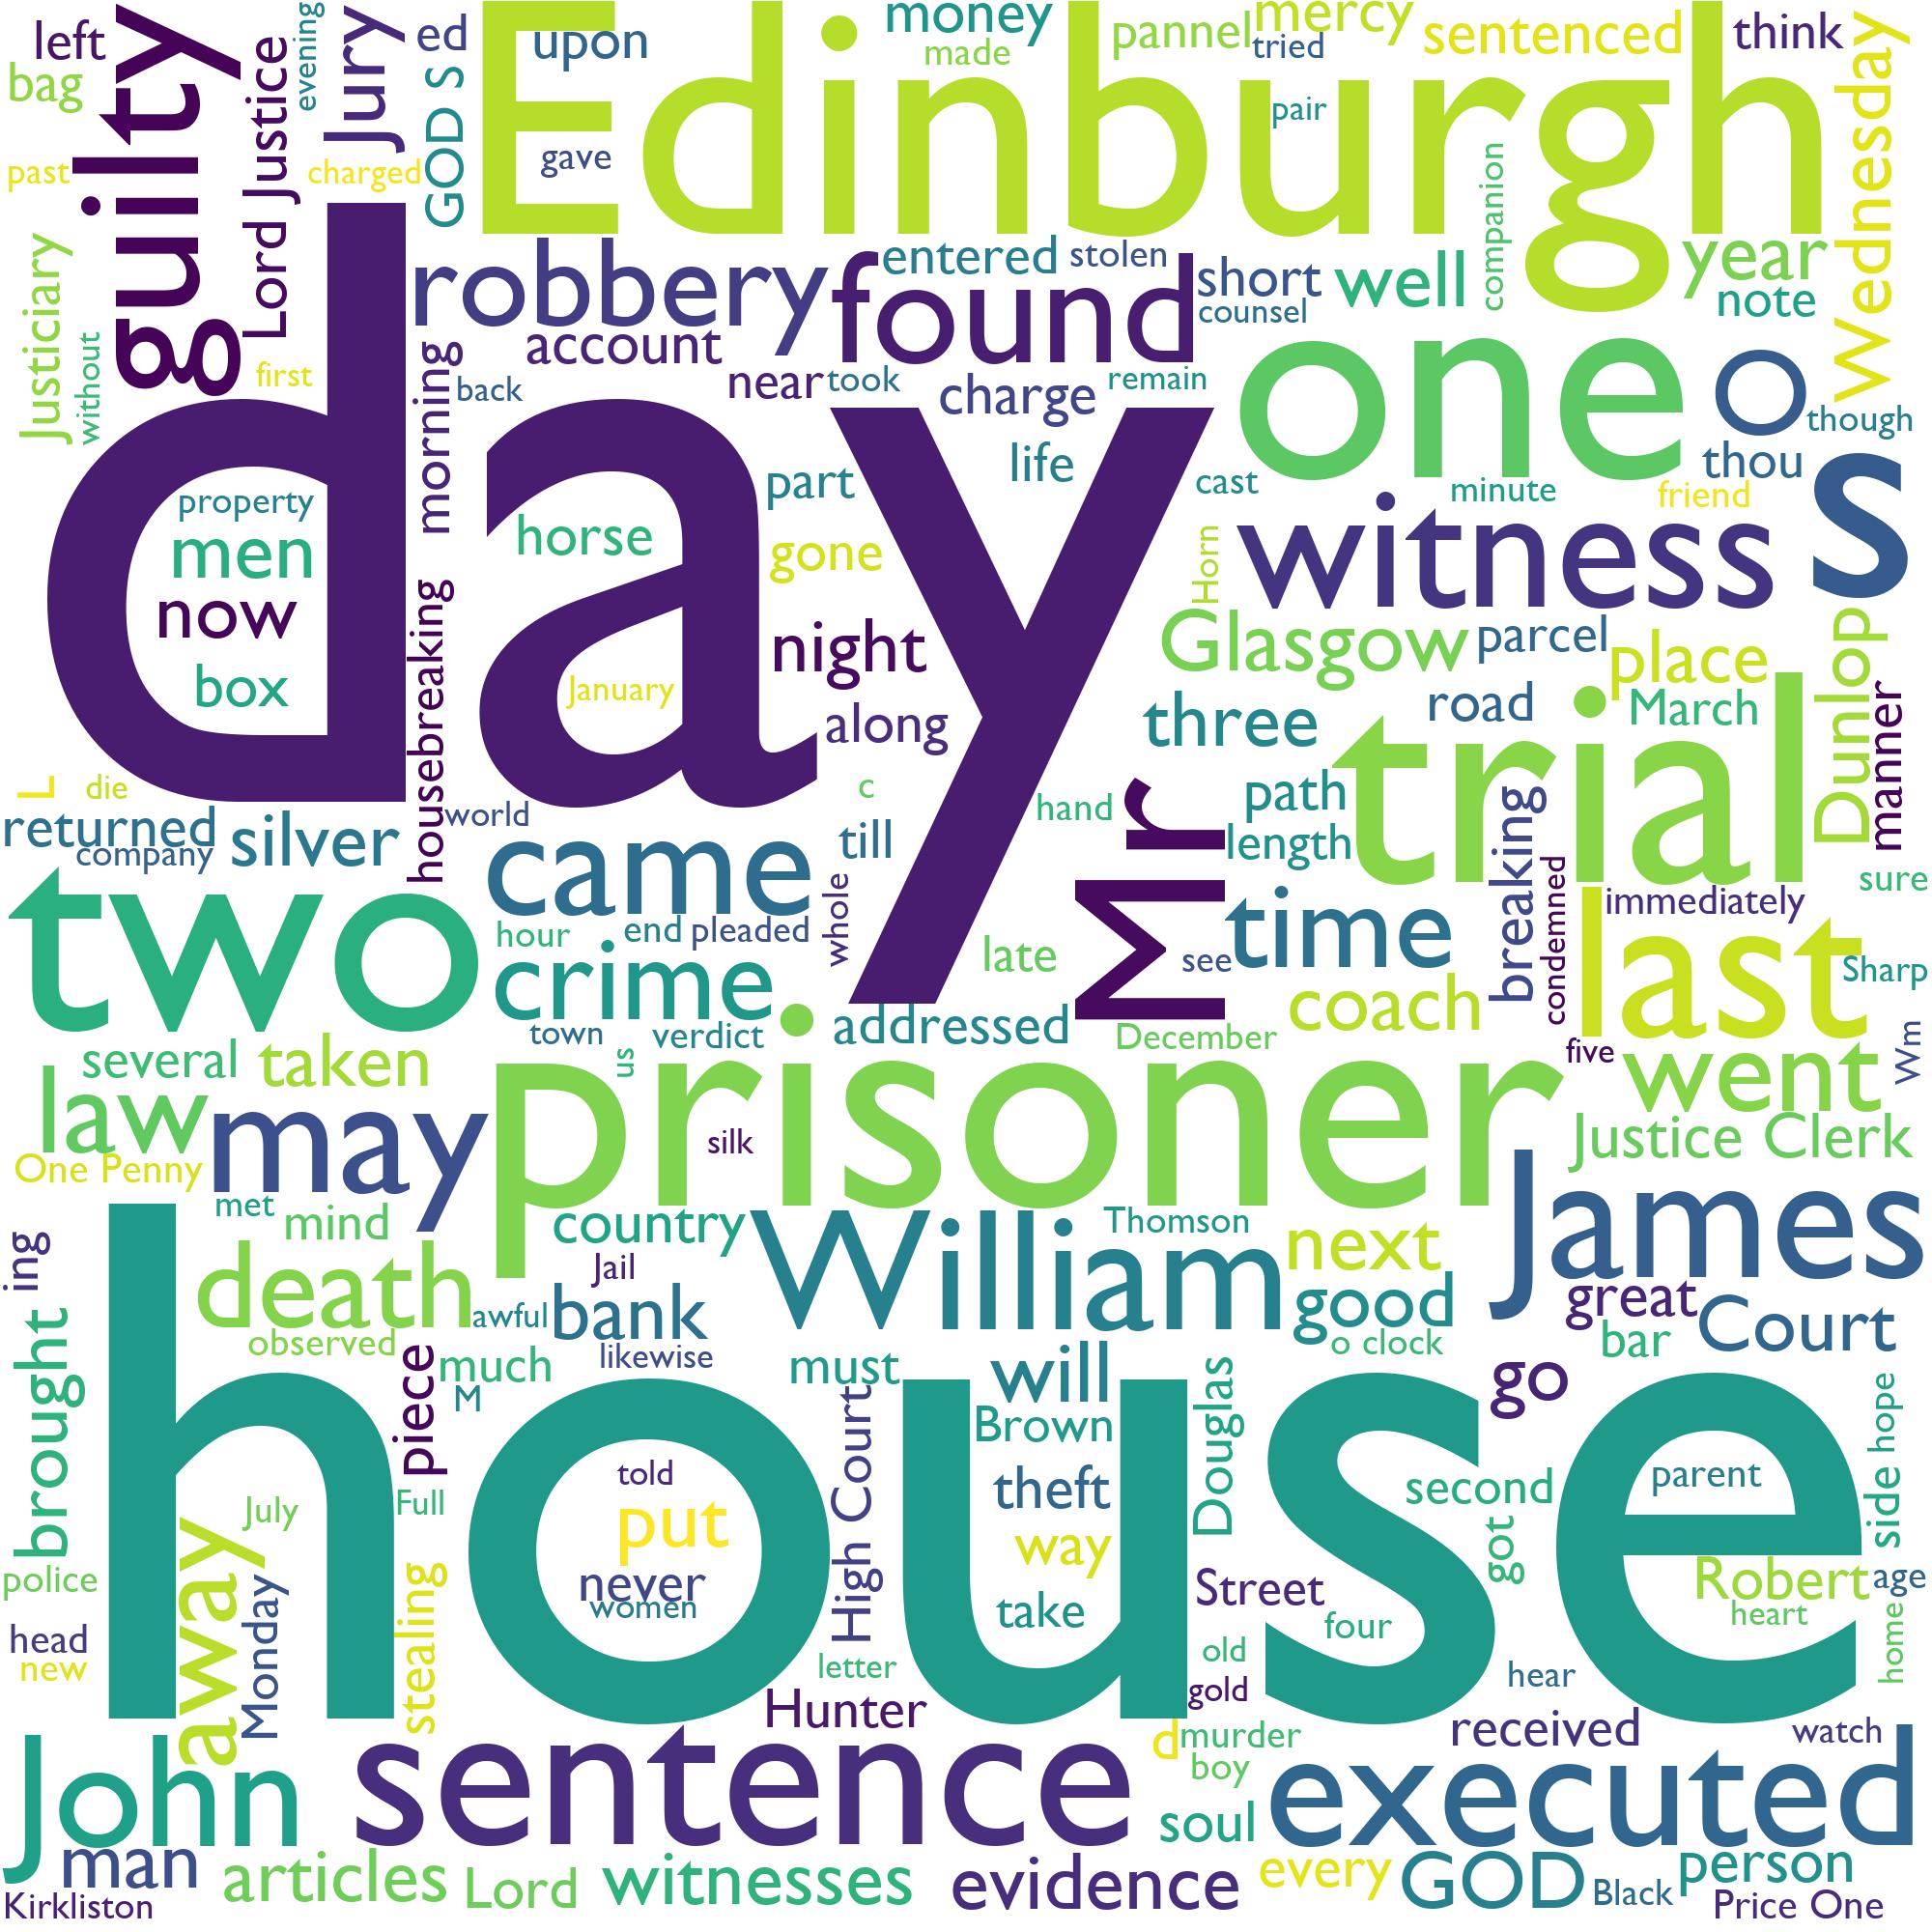 left
bag
past
evening
guilty
Lord Justice
Jury
charged
ed
GOD S
upon
gave
Edinburgh
money
made
pannel
mercy
tried
pair
sentenced
think
Wednesday
companion
Justiciary
without
first
robbery
account
back
morning
found
near
took
entered
stolen
charge
remain
short
counsel
well
year
note
one
o
though
thou
s
day
property
men
now
box
horse
January
housebreaking
part
gone
night
along
life
cast
minute
friend
witness
Horn
Glasgow
parcel
place
Dunlop
manner
three
road
March
trial
path
length
breaking
condemned
L
die
returned
company
silver
world
came
till
c
whole
hand
Mr
immediately
sure
last
time
see
Sharp
two
hour
end
pleaded
crime
late
coach
addressed
town
verdict
us
December
five
went
Wm
several
taken
law
may
prisoner
silk
Justice Clerk
One Penny
met
mind
ing
country
William
Thomson
next
James
death
Jail
bank
awful
likewise
observed
good
o clock
great
bar
Court
brought
piece
much
M
must
will
Brown
Douglas
go
side
hope
house
told
put
never
women
High Court
theft
way
take
Street
second
got
four
parent
Robert
age
heart
home
July
Full
police
head
new
away
Monday
stealing
letter
Hunter
old
gold
hear
d
murder
boy
received
watch
John
sentence
soul
executed
man
Kirkliston
articles
Lord
witnesses
evidence
every
GOD
Black
person
Price One